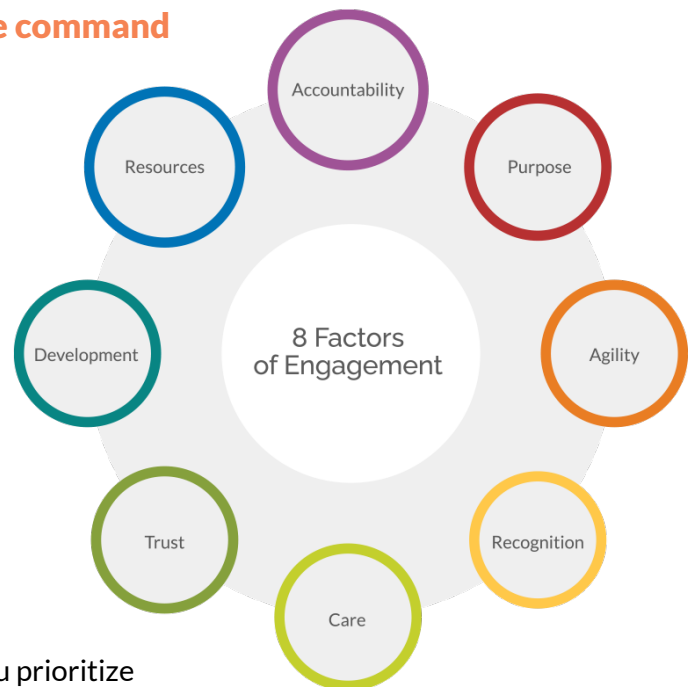 e command
Accountability
Resources
Purpose
8 Factors
of Engagement
Development
Agility
Trust
Recognition
Care
u prioritize